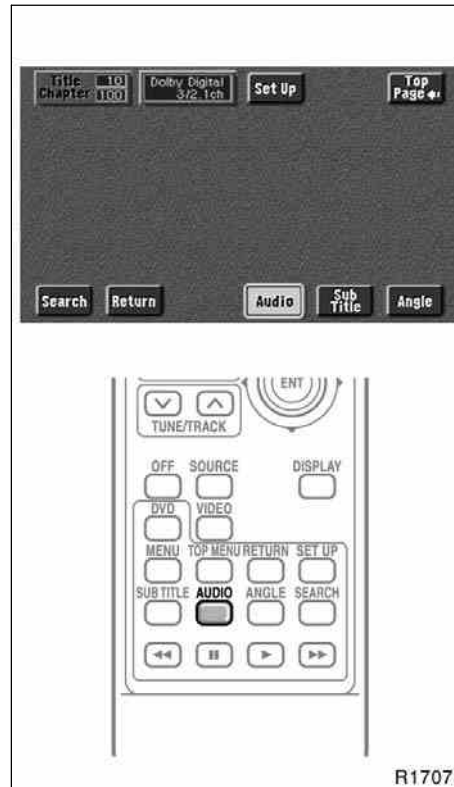 Title 10
Chapter 100
Dolby Digital
3/2 .1ch
Set Up
Top
Page
Search
Return
Audio
Sub
Title
Angle
ENT
TUNE/TRACK
OFF SOURCE DISPLAY
DVD VIDEO
MENU TOP MENU RETURN SET UP
SUB TITLE AUDIO ANGLE SEARCH
R1707